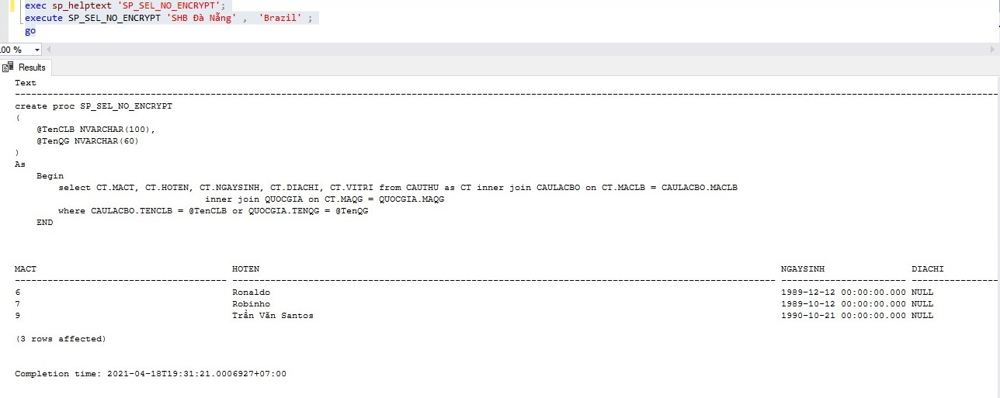 exec sp_helptext 'SP_SEL_NO_ENCRYPT';
execute SP_SEL_NO_ENCRYPT 'SHB Đà Nẵng' , 'Brazil' ;
go
100 %
Results
Text
create proc SP_SEL_NO_ENCRYPT
(
@TenCLB NVARCHAR(100),
@TenQG NVARCHAR(60)
)
As
Begin
select CT.MACT, CT.HOTEN, CT.NGAYSINH, CT.DIACHI, CT.VITRI from CAUTHU as CT inner join CAULACBO on CT.MACLB = CAULACBO.MACLB
inner join QUOCGIA on CT.MAQG = QUOCGIA.MAQG
where CAULACBO.TENCLB = @TenCLB or QUOCGIA.TENQG = @TenQG
END
MACT HOTEN NGAYSINH DIACHI
6 Ronaldo 1989-12-12 00:00:00.000 NULL
7 Robinho 1989-10-12 00:00:00.000 NULL
9 Trần Văn Santos 1990-10-21 00:00:00.000 NULL
(3 rows affected)
Completion time: 2021-04-18T19:31:21.0006927+07:00